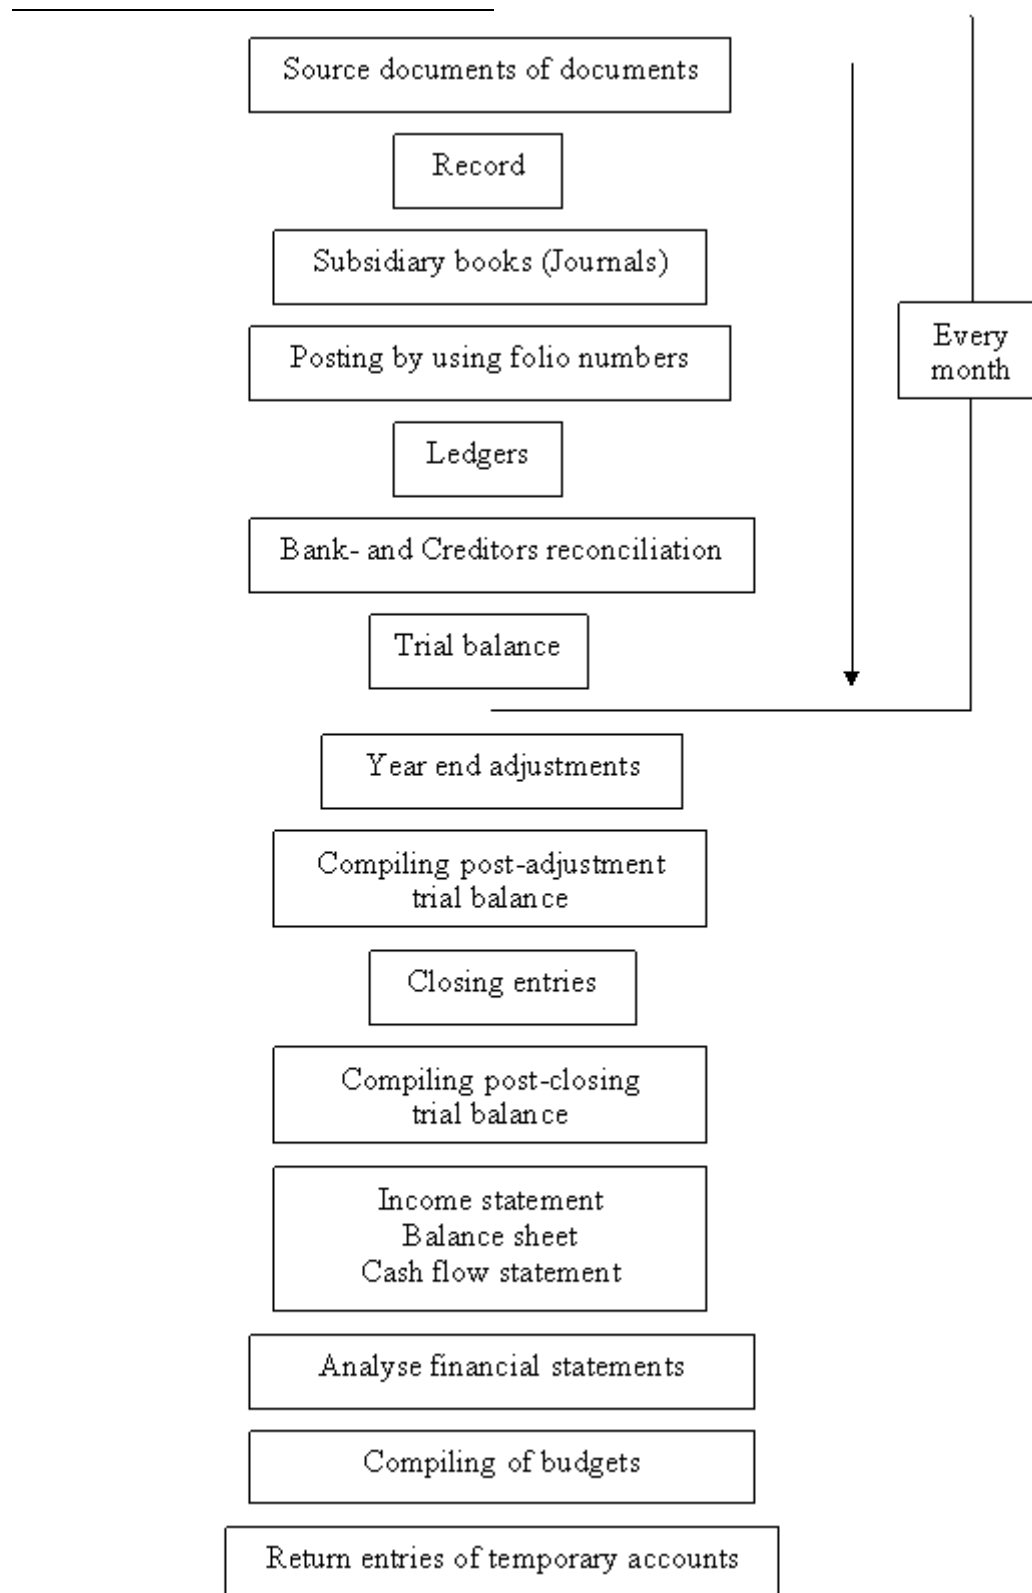 Source documents of documents
Record
Subsidiary books (Journals)
Posting by using folio numbers
Every
month
Ledgers
Bank- and Creditors reconciliation
Trial balance
Year end adjustments
Compiling post-adjustment
trial balance
Closing entries
Compiling post-closing
trial balance
Income statement
Balance sheet
Cash flow statement
Analyse financial statements
Compiling of budgets
Return entries of temporary accounts